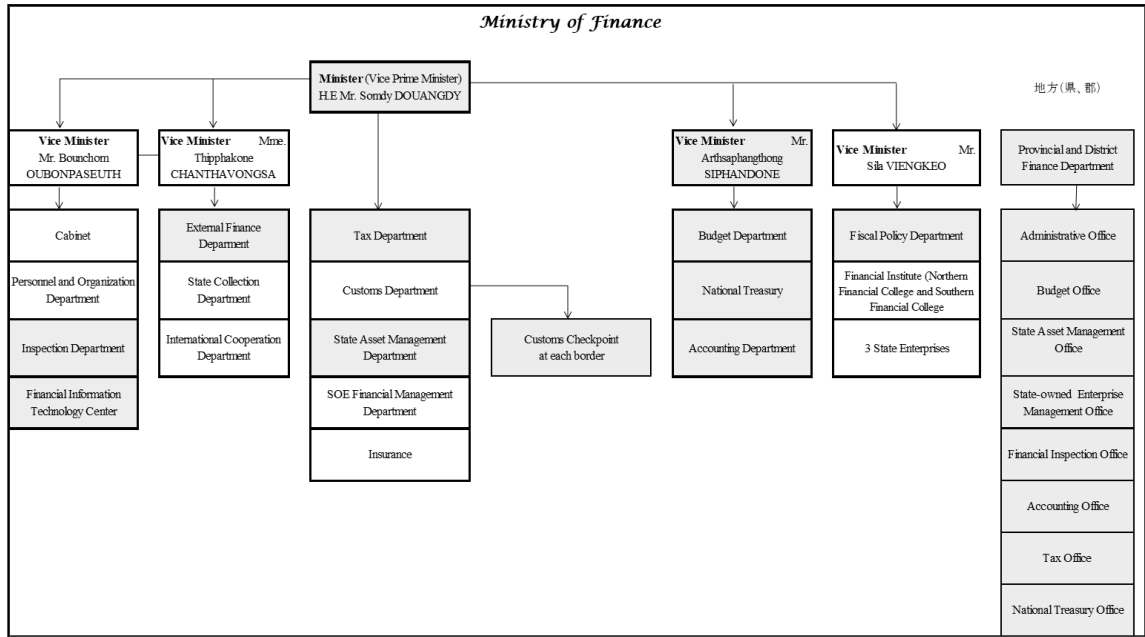 Ministry of Finance
Minister (Vice Prime Minister)
H.E Mr. Somdy DOUANGDY
地方（県、郡）
Vice Minister
Mr. Bounchom
OUBONPASEUTH
Vice Minister Mme.
Thipphakone
CHANTHAVONGSA
Vice Minister Mr.
Arthsaphangthong
SIPHANDONE
Vice Minister Mr.
Sila VIENGKEO
Provincial and District
Finance Department
Cabinet
Personnel and Organization
Department
Inspection Department
Financial Information
Technology Center
External Finance
Deparment
State Collection
Department
International Cooperation
Department
Tax Department
Customs Department
State Asset Management
Department
SOE Financial Management
Department
Insurance
Customs Checkpoint
at each border
Budget Department
National Treasury
Accounting Department
Fiscal Policy Department
Financial Institute (Northern
Financial College and Southern
Financial College
3 State Enterprises
Administrative Office
Budget Office
State Asset Management
Office
State-owned Enterprise
Management Office
Financial Inspection Office
Accounting Office
Tax Office
National Treasury Office